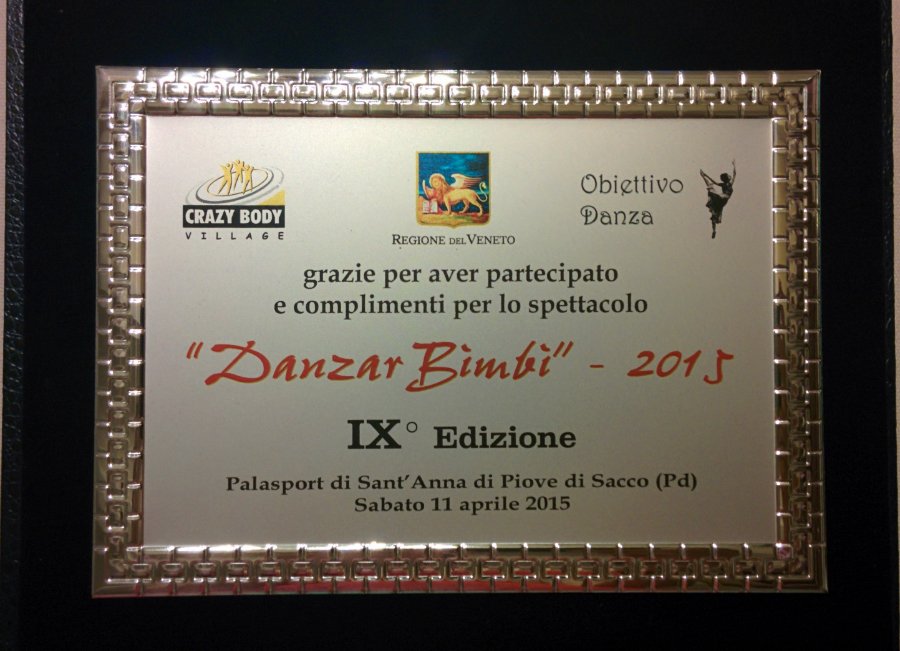 CRAZY BODY
VILLAGE
REGIONE DEL VENETO
Obiettivo
Danza
grazie per aver partecipato
e complimenti per lo spettacolo
"Danzar Bimbi" - 2015
IX° Edizione
Palasport di Sant'Anna di Piove di Sacco (Pd)
Sabato 11 aprile 2015